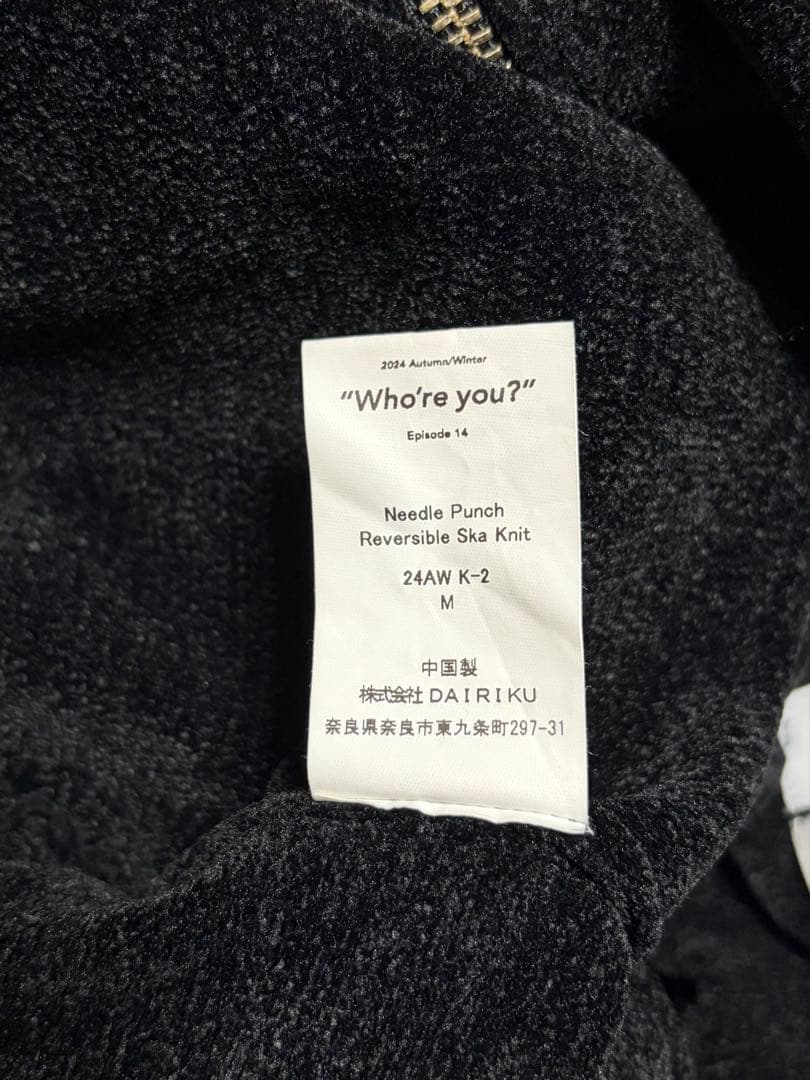 2024 Autumn/Winter
“Who're you?”
Episode 14
Needle Punch
Reversible Ska Knit
24AW K-2
M
中国製
株式会社 DAIRIKU
奈良県奈良市東九条町297-31